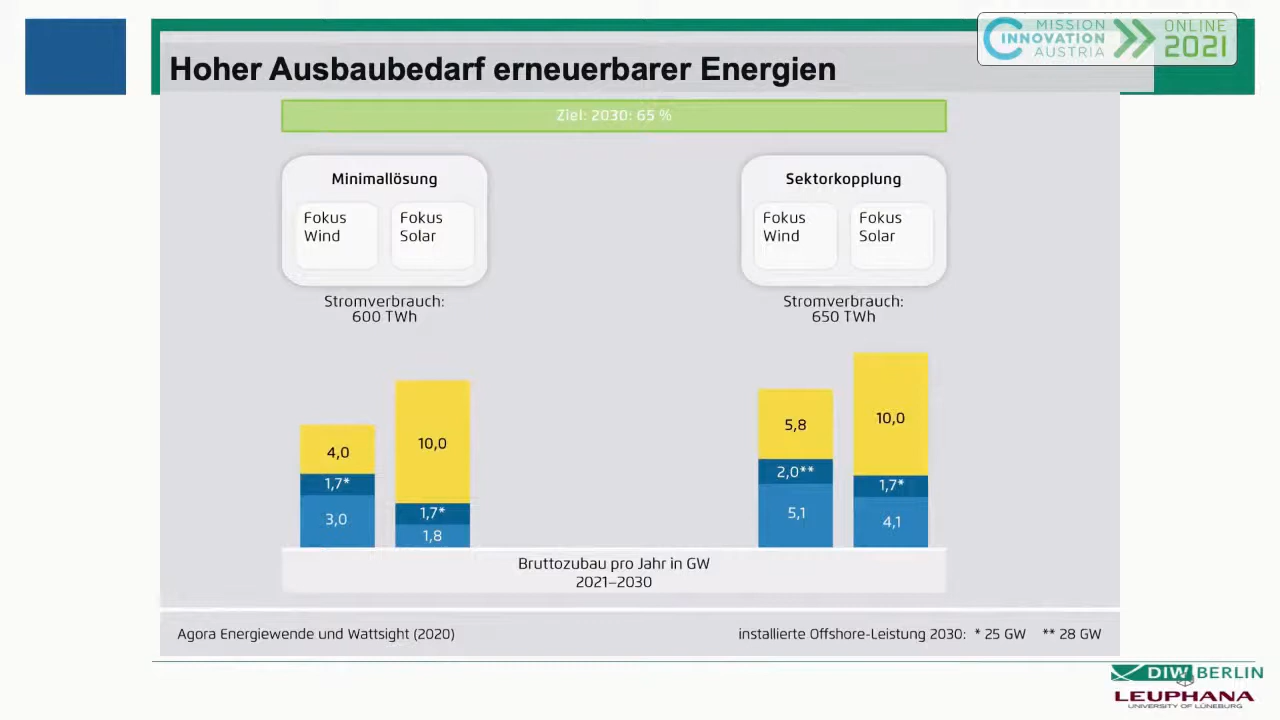 MISSION
INNOVATION
AUSTRIA
ONLINE
2021
Hoher Ausbaubedarf erneuerbarer Energien
Ziel: 2030: 65 %
Minimallösung
Fokus
Wind
Fokus
Solar
Stromverbrauch:
600 TWh
Sektorkopplung
Fokus
Wind
Fokus
Solar
Stromverbrauch:
650 TWh
4,0
1,7*
3,0
10,0
1,7*
1,8
5,8
2,0**
5,1
10,0
1,7*
4,1
Bruttozubau pro Jahr in GW
2021–2030
Agora Energiewende und Wattsight (2020)
installierte Offshore-Leistung 2030: * 25 GW ** 28 GW
DIW BERLIN
LEUPHANA
UNIVERSITY OF LÜNEBURG